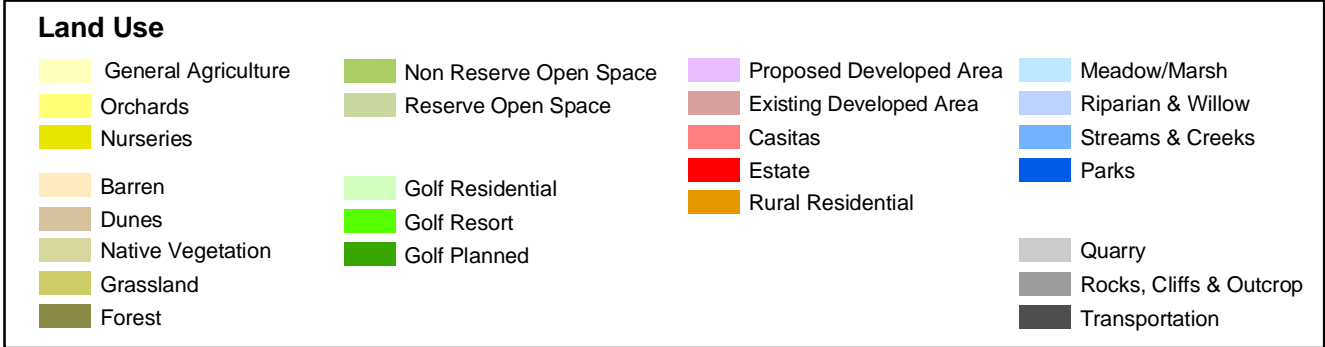 Land Use
General Agriculture
Orchards
Nurseries
Barren
Dunes
Native Vegetation
Grassland
Forest
Non Reserve Open Space
Reserve Open Space
Golf Residential
Golf Resort
Golf Planned
Proposed Developed Area
Existing Developed Area
Casitas
Estate
Rural Residential
Meadow/Marsh
Riparian & Willow
Streams & Creeks
Parks
Quarry
Rocks, Cliffs & Outcrop
Transportation